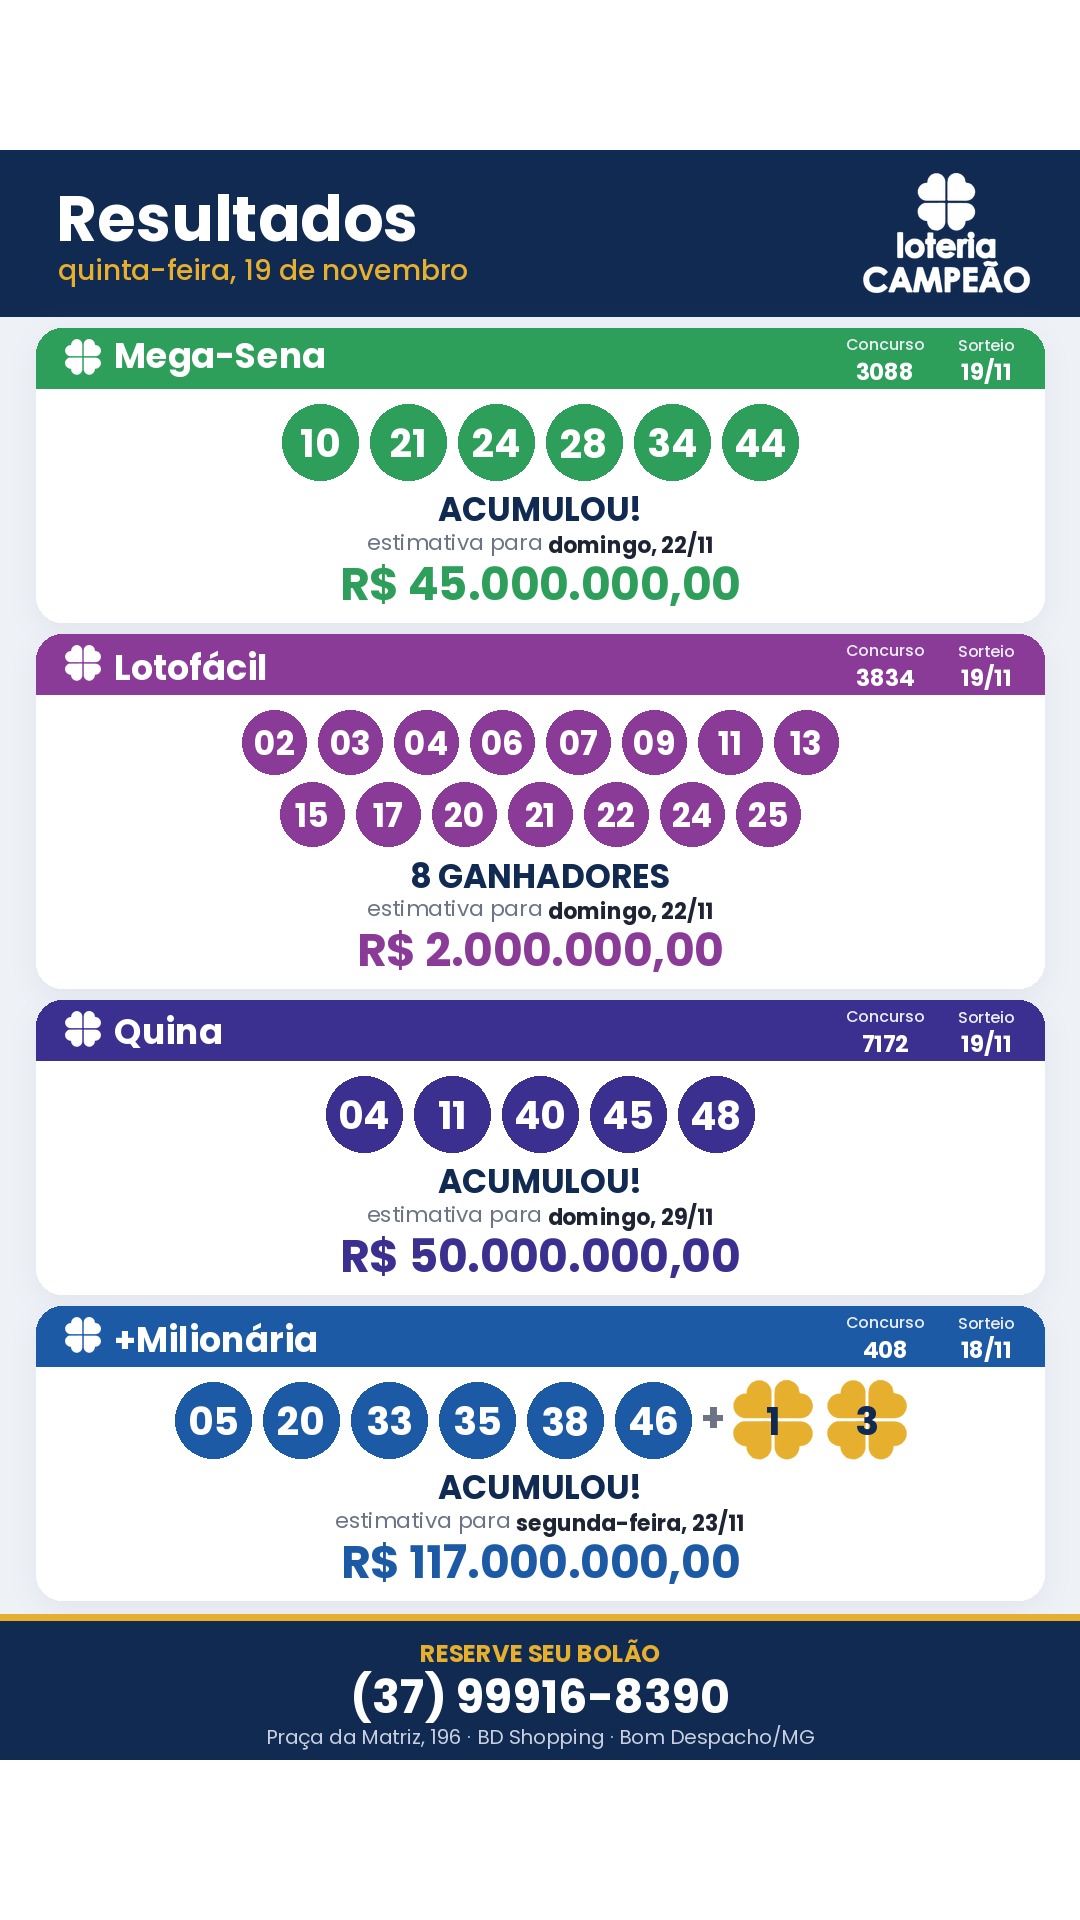 Resultados
quinta-feira, 19 de novembro
loteria
CAMPEÃO
Mega-Sena
Concurso
3088
Sorteio
19/11
10 21 24 28 34 44
ACUMULOU!
estimativa para domingo, 22/11
R$ 45.000.000,00
Lotofácil
Concurso
3834
Sorteio
19/11
02 03 04 06 07 09 11 13
15 17 20 21 22 24 25
8 GANHADORES
estimativa para domingo, 22/11
R$ 2.000.000,00
Quina
Concurso
7172
Sorteio
19/11
04 11 40 45 48
ACUMULOU!
estimativa para domingo, 29/11
R$ 50.000.000,00
+Milionária
Concurso
408
Sorteio
18/11
05 20 33 35 38 46 + 1 3
ACUMULOU!
estimativa para segunda-feira, 23/11
R$ 117.000.000,00
RESERVE SEU BOLÃO
(37) 99916-8390
Praça da Matriz, 196 · BD Shopping · Bom Despacho/MG